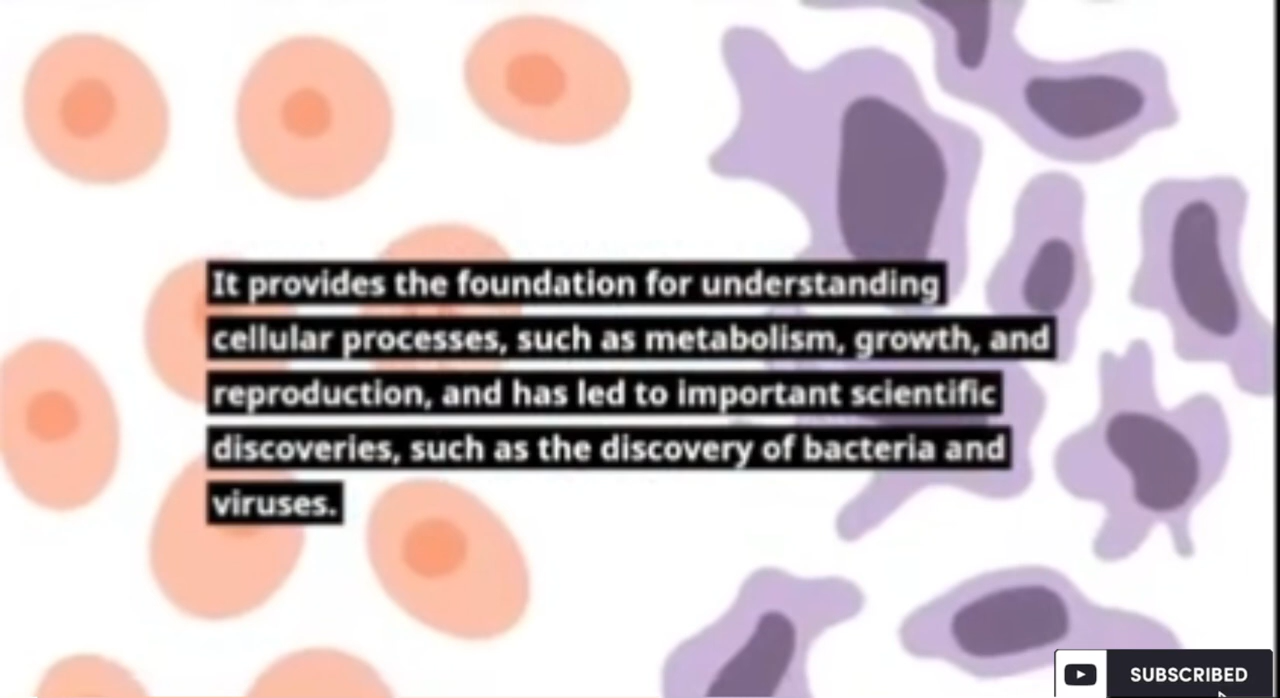 It provides the foundation for understanding
cellular processes, such as metabolism, growth, and
reproduction, and has led to important scientific
discoveries, such as the discovery of bacteria and
viruses.
SUBSCRIBED